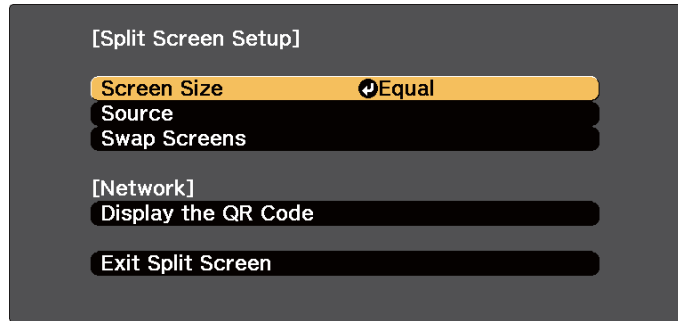 [Split Screen Setup]
Screen Size Equal
Source
Swap Screens
[Network]
Display the QR Code
Exit Split Screen